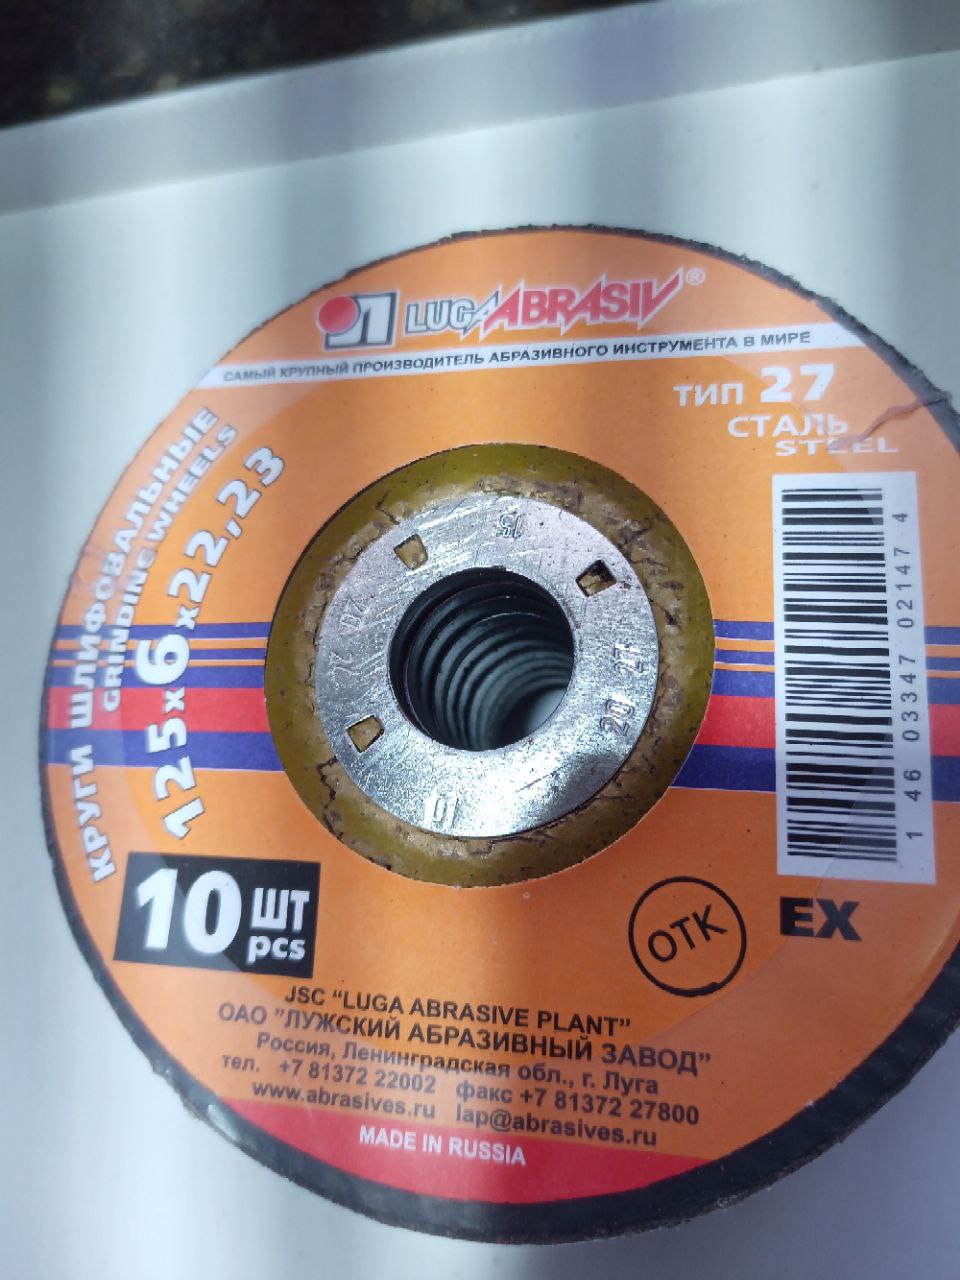 LUGAABRASIV®
САМЫЙ КРУПНЫЙ ПРОИЗВОДИТЕЛЬ АБРАЗИВНОГО ИНСТРУМЕНТА В МИРЕ
ТИП 27
СТАЛЬ
STEEL
КРУГИ ШЛИФОВАЛЬНЫЕ
GRINDING WHEELS
125x6x22,23
1 46 03347 02147 4
10 ШТ
pcs
ОТК
EX
JSC “LUGA ABRASIVE PLANT”
ОАО ”ЛУЖСКИЙ АБРАЗИВНЫЙ ЗАВОД”
Россия, Ленинградская обл., г. Луга
тел. +7 81372 22002 факс +7 81372 27800
www.abrasives.ru lap@abrasives.ru
MADE IN RUSSIA